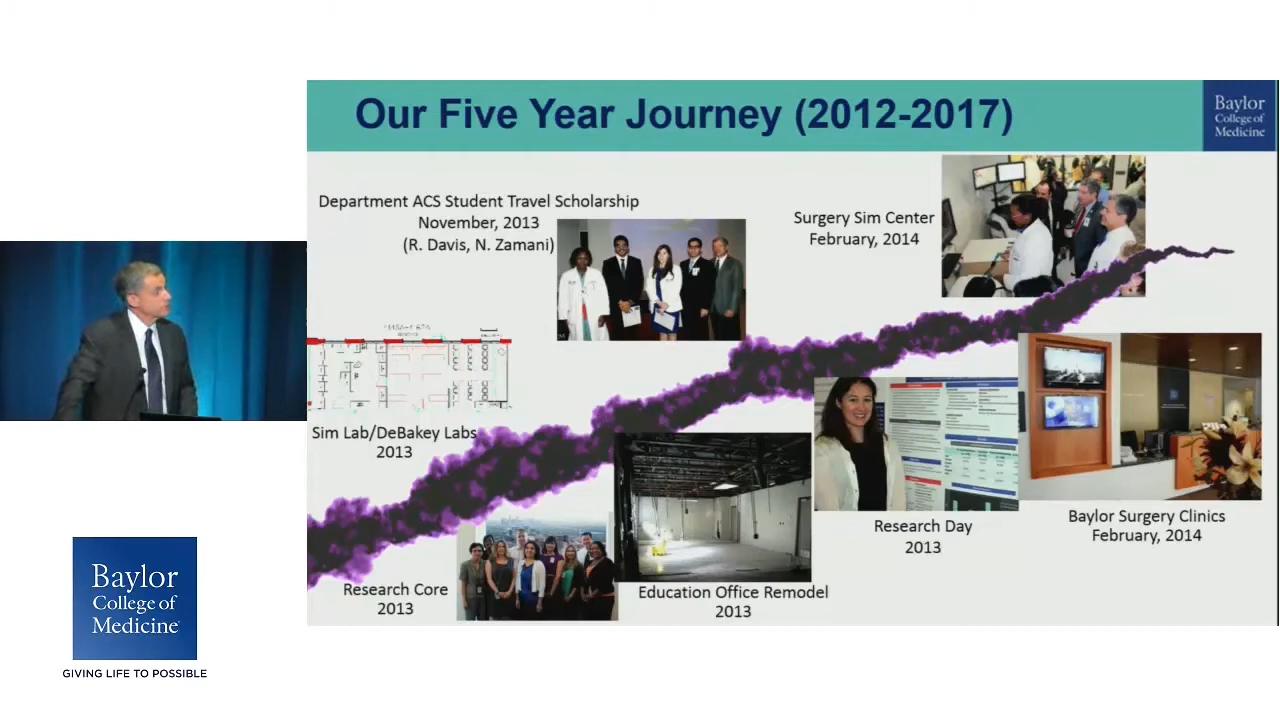 Our Five Year Journey (2012-2017)
Baylor
College of
Medicine
Department ACS Student Travel Scholarship
November, 2013
(R. Davis, N. Zamani)
Surgery Sim Center
February, 2014
Sim Lab/DeBakey Labs
2013
Research Core
2013
Education Office Remodel
2013
Research Day
2013
Baylor Surgery Clinics
February, 2014
Baylor
College of
Medicine
GIVING LIFE TO POSSIBLE